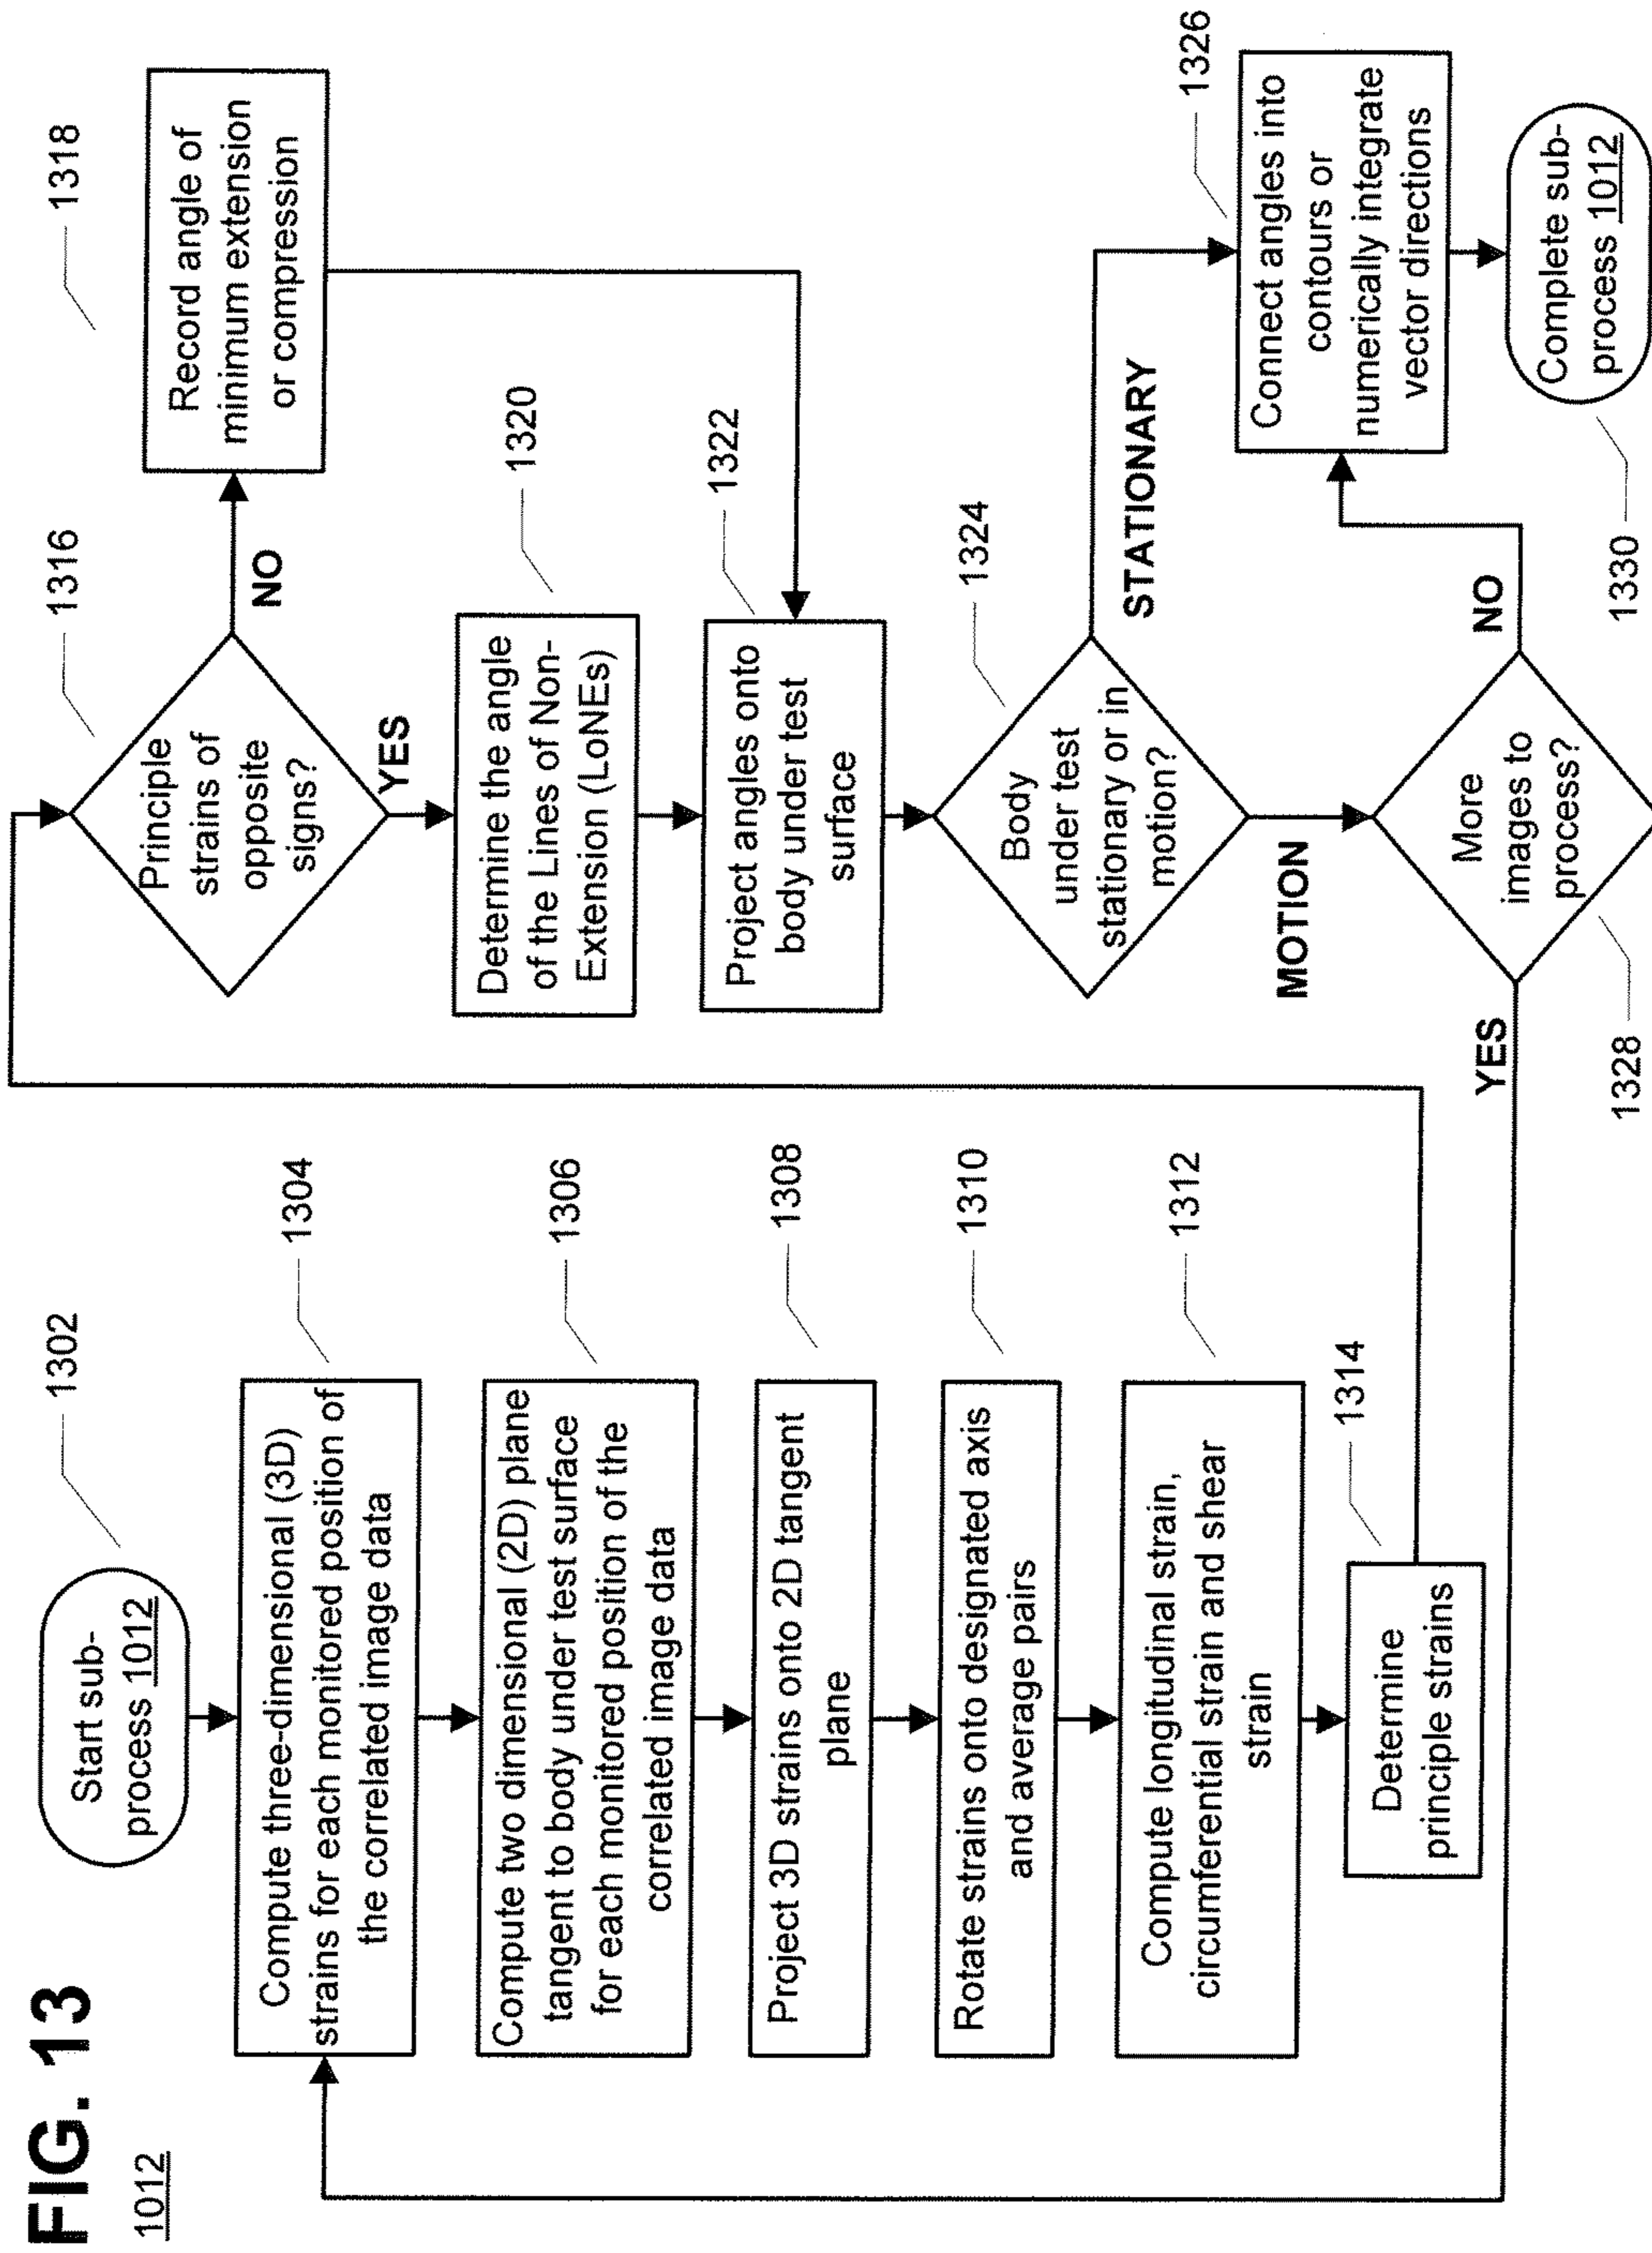 FIG. 13
1012
Start sub-
process 1012
1302
Compute three-dimensional (3D)
strains for each monitored position of
the correlated image data
1304
Compute two dimensional (2D) plane
tangent to body under test surface
for each monitored position of the
correlated image data
1306
Project 3D strains onto 2D tangent
plane
1308
Rotate strains onto designated axis
and average pairs
1310
Compute longitudinal strain,
circumferential strain and shear
strain
1312
Determine
principle strains
1314
Principle
strains of
opposite
signs?
1316
NO
YES
Record angle of
minimum extension
or compression
1318
Determine the angle
of the Lines of Non-
Extension (LoNEs)
1320
Project angles onto
body under test
surface
1322
Body
under test
stationary or in
motion?
1324
STATIONARY
MOTION
Connect angles into
contours or
numerically integrate
vector directions
1326
More
images to
process?
1328
YES
NO
Complete sub-
process 1012
1330